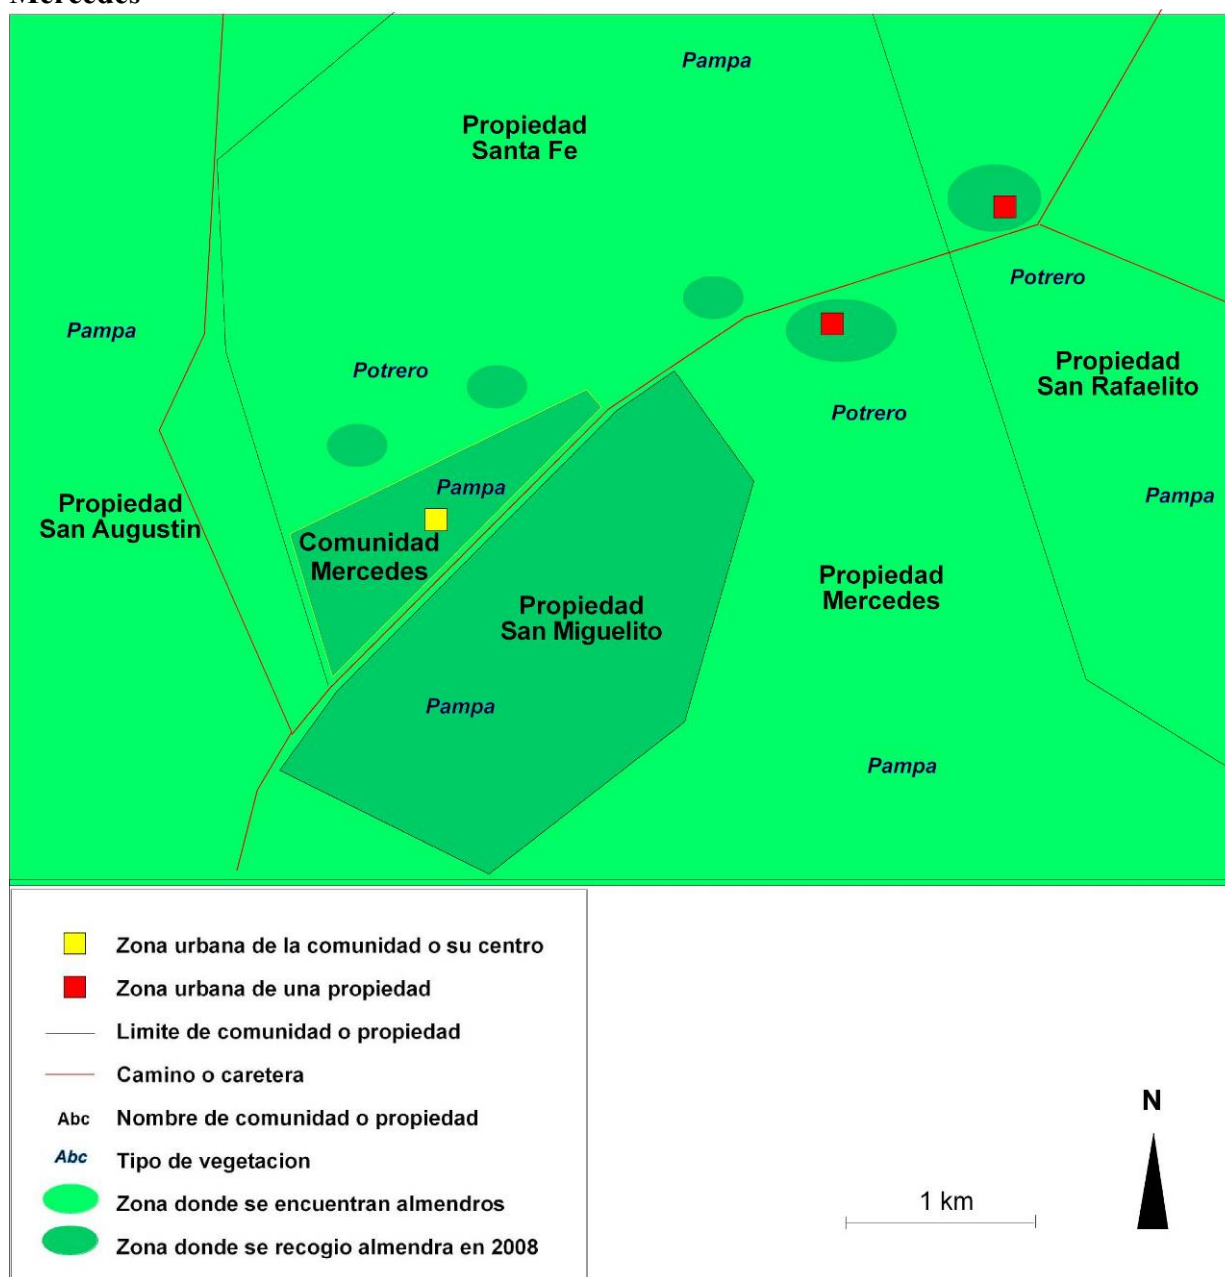 Mercedes
Pampa
Propiedad
Santa Fe
Potrero
Pampa
Propiedad
San Rafaelito
Potrero
Potrero
Pampa
Pampa
Propiedad
San Augustin
Comunidad
Mercedes
Propiedad
Mercedes
Propiedad
San Miguelito
Pampa
Pampa
Zona urbana de la comunidad o su centro
Zona urbana de una propiedad
Limite de comunidad o propiedad
Camino o caretera
Abc Nombre de comunidad o propiedad
Abc Tipo de vegetacion
Zona donde se encuentran almendros
Zona donde se recogio almendra en 2008
1 km
N